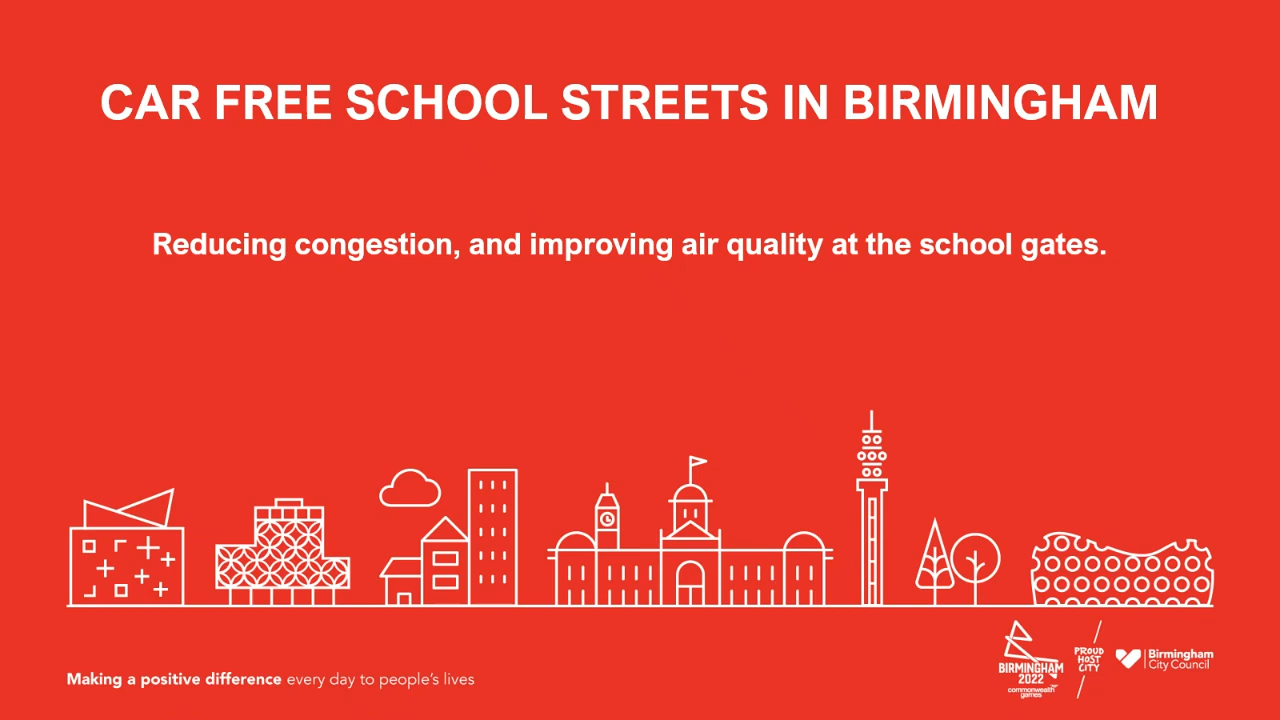 CAR FREE SCHOOL STREETS IN BIRMINGHAM
Reducing congestion, and improving air quality at the school gates.
Making a positive difference every day to people's lives
BIRMINGHAM
2022
commonwealth
games
PROUD
HOST
CITY
Birmingham
City Council